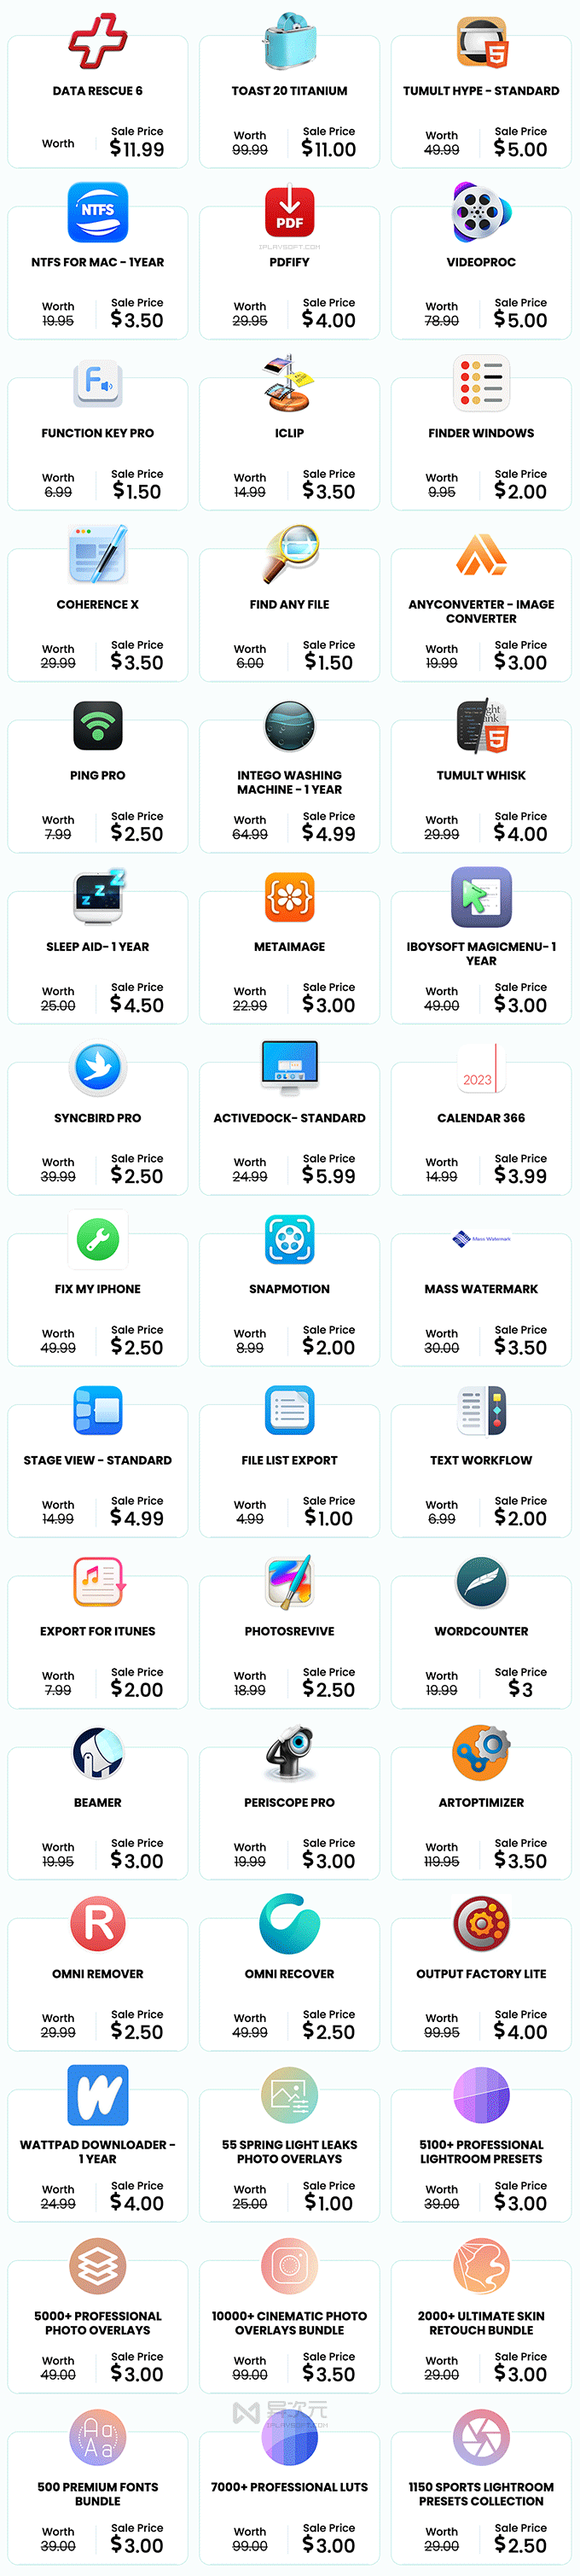 DATA RESCUE 6
Worth
Sale Price
$11.99
TOAST 20 TITANIUM
Worth
99.99
Sale Price
$11.00
5
TUMULT HYPE - STANDARD
Worth
49.99
Sale Price
$5.00
NTFS
NTFS FOR MAC - 1YEAR
Worth
19.95
Sale Price
$3.50
PDF
IPLAYSOFT.COM
PDFIFY
Worth
29.95
Sale Price
$4.00
VIDEOPROC
Worth
78.90
Sale Price
$5.00
F
FUNCTION KEY PRO
Worth
6.99
Sale Price
$1.50
ICLIP
Worth
14.99
Sale Price
$3.50
FINDER WINDOWS
Worth
9.95
Sale Price
$2.00
COHERENCE X
Worth
29.99
Sale Price
$3.50
FIND ANY FILE
Worth
6.00
Sale Price
$1.50
ANYCONVERTER - IMAGE
CONVERTER
Worth
19.99
Sale Price
$3.00
PING PRO
Worth
7.99
Sale Price
$2.50
INTEGO WASHING
MACHINE - 1 YEAR
Worth
64.99
Sale Price
$4.99
5
TUMULT WHISK
Worth
29.99
Sale Price
$4.00
z z z
SLEEP AID- 1 YEAR
Worth
25.00
Sale Price
$4.50
METAIMAGE
Worth
22.99
Sale Price
$3.00
IBOYSOFT MAGICMENU- 1
YEAR
Worth
49.00
Sale Price
$3.00
SYNCBIRD PRO
Worth
39.99
Sale Price
$2.50
ACTIVEDOCK- STANDARD
Worth
24.99
Sale Price
$5.99
2023
CALENDAR 366
Worth
14.99
Sale Price
$3.99
FIX MY IPHONE
Worth
49.99
Sale Price
$2.50
SNAPMOTION
Worth
8.99
Sale Price
$2.00
Mass Watermark
MASS WATERMARK
Worth
30.00
Sale Price
$3.50
STAGE VIEW - STANDARD
Worth
14.99
Sale Price
$4.99
FILE LIST EXPORT
Worth
4.99
Sale Price
$1.00
TEXT WORKFLOW
Worth
6.99
Sale Price
$2.00
EXPORT FOR ITUNES
Worth
7.99
Sale Price
$2.00
PHOTOSREVIVE
Worth
18.99
Sale Price
$2.50
WORDCOUNTER
Worth
19.99
Sale Price
$3
BEAMER
Worth
19.95
Sale Price
$3.00
PERISCOPE PRO
Worth
19.99
Sale Price
$3.00
ARTOPTIMIZER
Worth
119.95
Sale Price
$3.50
R
OMNI REMOVER
Worth
29.99
Sale Price
$2.50
OMNI RECOVER
Worth
49.99
Sale Price
$2.50
OUTPUT FACTORY LITE
Worth
99.95
Sale Price
$4.00
W
WATTPAD DOWNLOADER -
1 YEAR
Worth
24.99
Sale Price
$4.00
55 SPRING LIGHT LEAKS
PHOTO OVERLAYS
Worth
25.00
Sale Price
$1.00
5100+ PROFESSIONAL
LIGHTROOM PRESETS
Worth
39.00
Sale Price
$3.00
5000+ PROFESSIONAL
PHOTO OVERLAYS
Worth
49.00
Sale Price
$3.00
10000+ CINEMATIC PHOTO
OVERLAYS BUNDLE
Worth
99.00
Sale Price
$3.50
2000+ ULTIMATE SKIN
RETOUCH BUNDLE
Worth
29.00
Sale Price
$3.00
Ag
Aa
500 PREMIUM FONTS
BUNDLE
Worth
39.00
Sale Price
$3.00
异次元
IPLAYSOFT.COM
7000+ PROFESSIONAL LUTS
Worth
99.00
Sale Price
$3.00
1150 SPORTS LIGHTROOM
PRESETS COLLECTION
Worth
29.00
Sale Price
$2.50